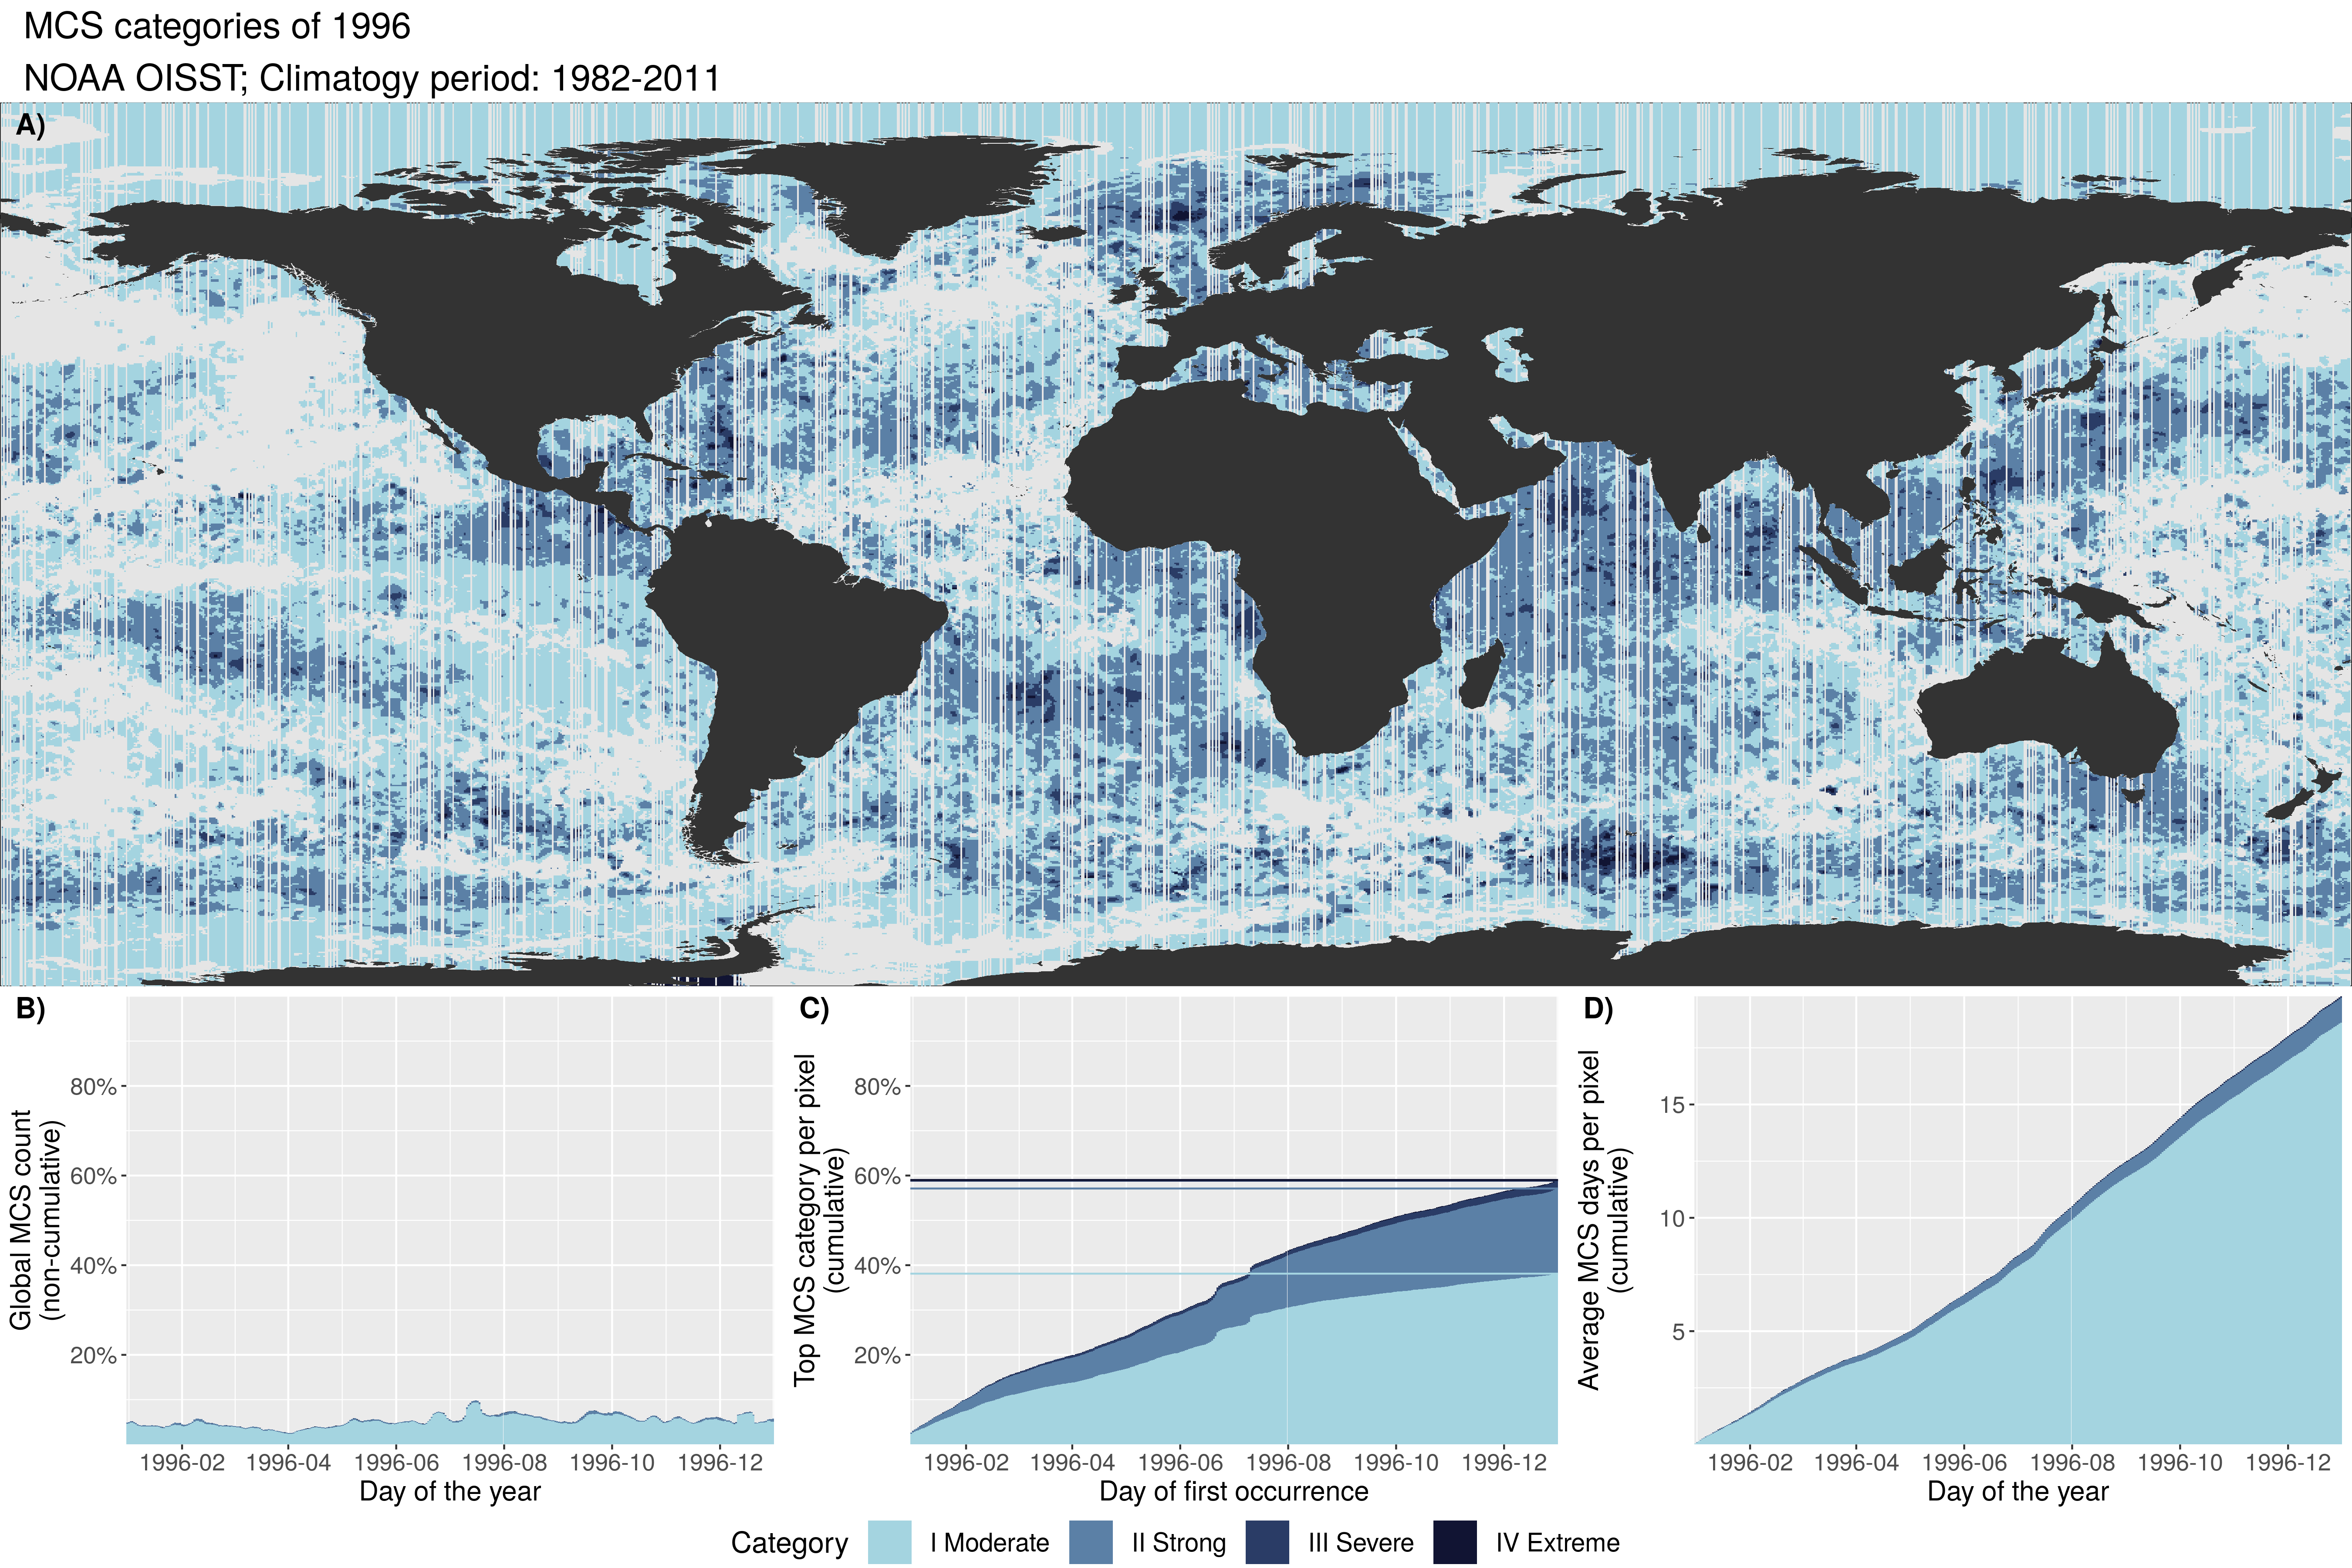 MCS categories of 1996
NOAA OISST; Climatogy period: 1982-2011
A)
B)
Global MCS count
(non-cumulative)
80%
60%
40%
20%
1996-02 1996-04 1996-06 1996-08 1996-10 1996-12
Day of the year
C)
Top MCS category per pixel
(cumulative)
80%
60%
40%
20%
1996-02 1996-04 1996-06 1996-08 1996-10 1996-12
Day of first occurrence
D)
Average MCS days per pixel
(cumulative)
15
10
5
1996-02 1996-04 1996-06 1996-08 1996-10 1996-12
Day of the year
Category I Moderate II Strong III Severe IV Extreme